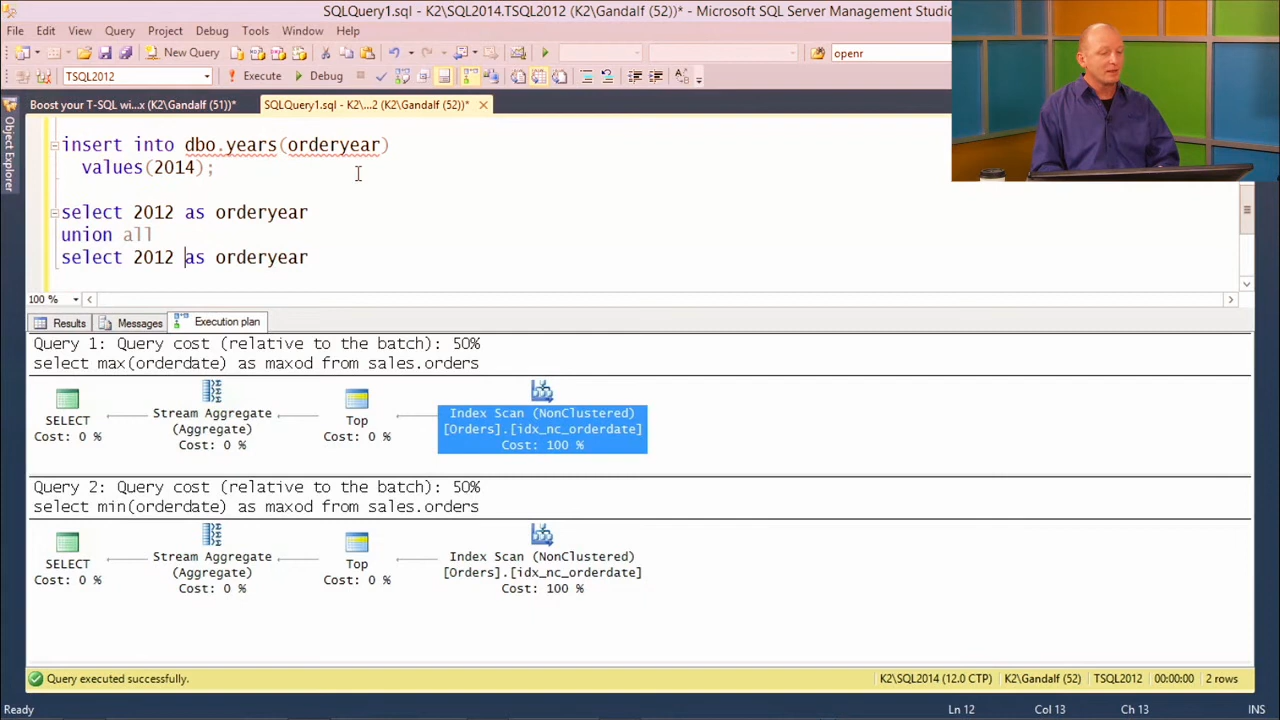 SQLQuery1.sql - K2\SQL2014.TSQL2012 (K2\Gandalf (52))* - Microsoft SQL Server Management Studio
File Edit View Query Project Debug Tools Window Help
New Query openr
TSQL2012 Execute Debug
Boost your T-SQL wi...x (K2\Gandalf (51))* SQLQuery1.sql - K2\...2 (K2\Gandalf (52))*
Object Explorer
insert into dbo.years(orderyear)
values(2014);
select 2012 as orderyear
union all
select 2012 as orderyear
100 %
Results Messages Execution plan
Query 1: Query cost (relative to the batch): 50%
select max(orderdate) as maxod from sales.orders
SELECT
Cost: 0 %
Stream Aggregate
(Aggregate)
Cost: 0 %
Top
Cost: 0 %
Index Scan (NonClustered)
[Orders].[idx_nc_orderdate]
Cost: 100 %
Query 2: Query cost (relative to the batch): 50%
select min(orderdate) as maxod from sales.orders
SELECT
Cost: 0 %
Stream Aggregate
(Aggregate)
Cost: 0 %
Top
Cost: 0 %
Index Scan (NonClustered)
[Orders].[idx_nc_orderdate]
Cost: 100 %
Query executed successfully. K2\SQL2014 (12.0 CTP) K2\Gandalf (52) TSQL2012 00:00:00 2 rows
Ready Ln 12 Col 13 Ch 13 INS